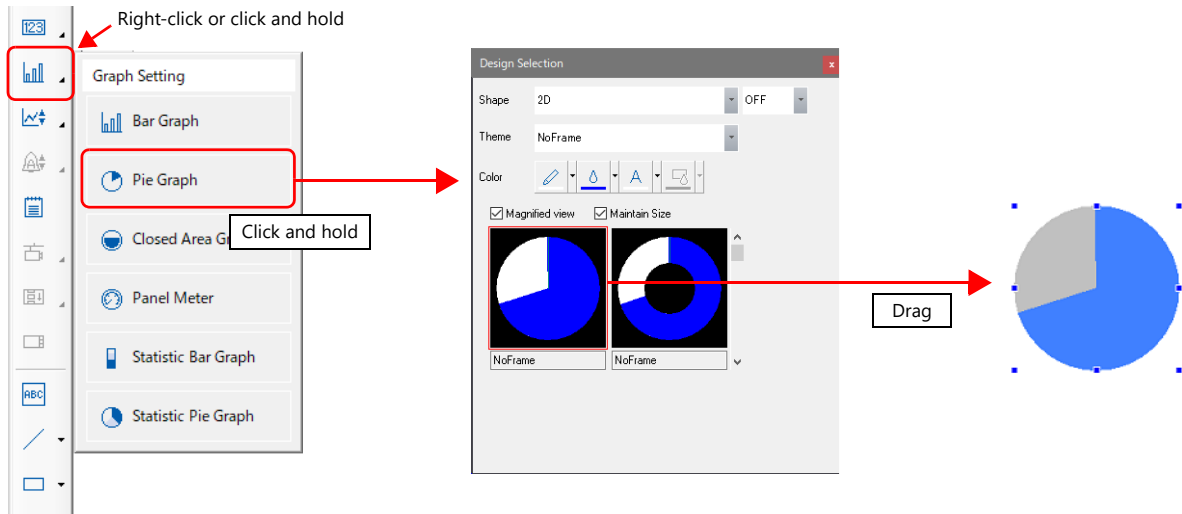 Right-click or click and hold
123
Graph Setting
Bar Graph
Pie Graph
Click and hold
Closed Area Gr
Panel Meter
Statistic Bar Graph
Statistic Pie Graph
ABC
Design Selection
x
Shape
2D
OFF
Theme
NoFrame
Color
A
Magnified view
Maintain Size
NoFrame
NoFrame
Drag